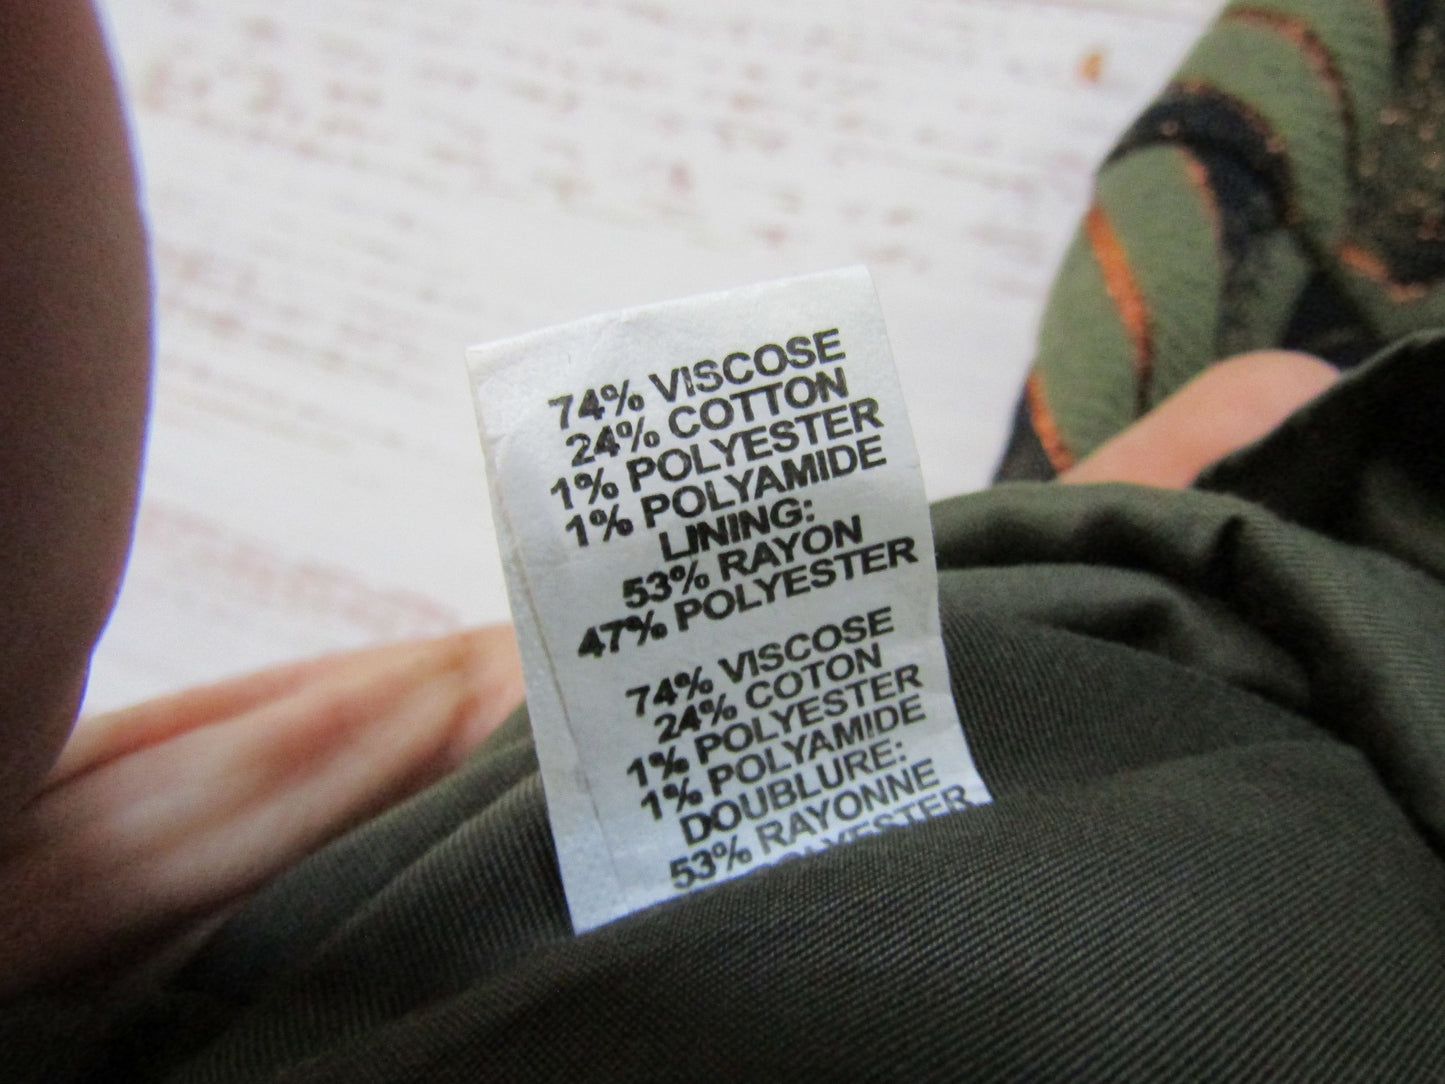 74% VISCOSE
24% COTTON
1% POLYESTER
1% POLYAMIDE
LINING:
53% RAYON
47% POLYESTER
74% VISCOSE
24% COTON
1% POLYESTER
1% POLYAMIDE
DOUBLURE:
53% RAYONNE
POLYESTER